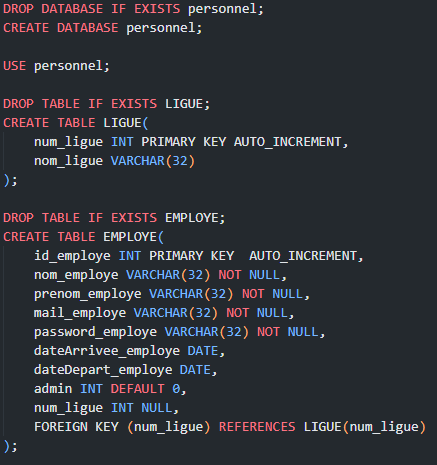 DROP DATABASE IF EXISTS personnel;
CREATE DATABASE personnel;
USE personnel;
DROP TABLE IF EXISTS LIGUE;
CREATE TABLE LIGUE(
    num_ligue INT PRIMARY KEY AUTO_INCREMENT,
    nom_ligue VARCHAR(32)
);
DROP TABLE IF EXISTS EMPLOYE;
CREATE TABLE EMPLOYE(
    id_employe INT PRIMARY KEY  AUTO_INCREMENT,
    nom_employe VARCHAR(32) NOT NULL,
    prenom_employe VARCHAR(32) NOT NULL,
    mail_employe VARCHAR(32) NOT NULL,
    password_employe VARCHAR(32) NOT NULL,
    dateArrivee_employe DATE,
    dateDepart_employe DATE,
    admin INT DEFAULT 0,
    num_ligue INT NULL,
    FOREIGN KEY (num_ligue) REFERENCES LIGUE(num_ligue)
);